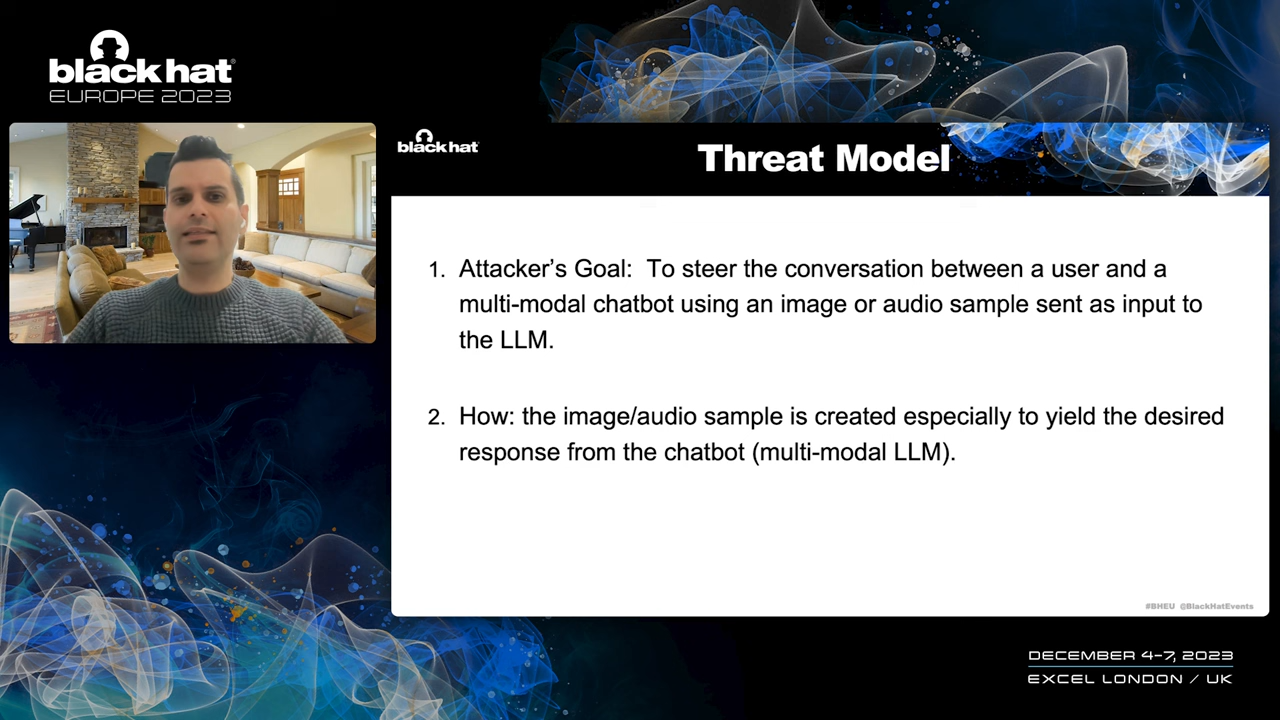 black hat
EUROPE 2023
black hat
Threat Model
1. Attacker's Goal:  To steer the conversation between a user and a
multi-modal chatbot using an image or audio sample sent as input to
the LLM.
2. How: the image/audio sample is created especially to yield the desired
response from the chatbot (multi-modal LLM).
#BHEU @BlackHatEvents
DECEMBER 4-7, 2023
EXCEL LONDON / UK